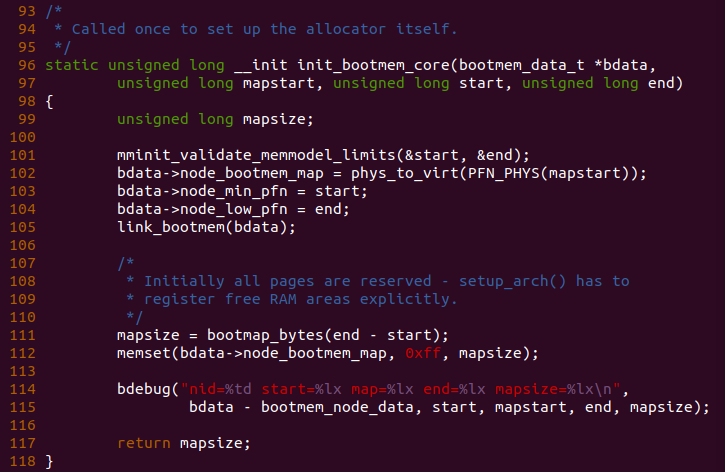 93 /*
94  * Called once to set up the allocator itself.
95  */
96 static unsigned long __init init_bootmem_core(bootmem_data_t *bdata,
97         unsigned long mapstart, unsigned long start, unsigned long end)
98 {
99         unsigned long mapsize;
100
101         mminit_validate_memmodel_limits(&start, &end);
102         bdata->node_bootmem_map = phys_to_virt(PFN_PHYS(mapstart));
103         bdata->node_min_pfn = start;
104         bdata->node_low_pfn = end;
105         link_bootmem(bdata);
106
107         /*
108          * Initially all pages are reserved - setup_arch() has to
109          * register free RAM areas explicitly.
110          */
111         mapsize = bootmap_bytes(end - start);
112         memset(bdata->node_bootmem_map, 0xff, mapsize);
113
114         bdebug("nid=%td start=%lx map=%lx end=%lx mapsize=%lx\n",
115                 bdata - bootmem_node_data, start, mapstart, end, mapsize);
116
117         return mapsize;
118 }